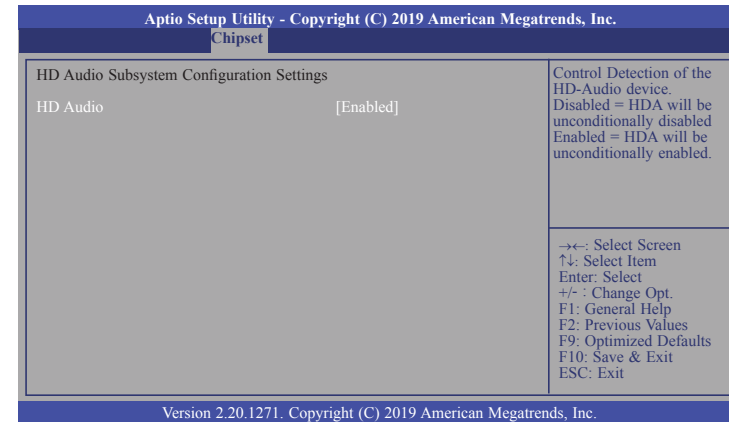 Aptio Setup Utility - Copyright (C) 2019 American Megatrends, Inc.
Chipset
HD Audio Subsystem Configuration Settings
HD Audio [Enabled]
Control Detection of the
HD-Audio device.
Disabled = HDA will be
unconditionally disabled
Enabled = HDA will be
unconditionally enabled.
→←: Select Screen
↑↓: Select Item
Enter: Select
+/- : Change Opt.
F1: General Help
F2: Previous Values
F9: Optimized Defaults
F10: Save & Exit
ESC: Exit
Version 2.20.1271. Copyright (C) 2019 American Megatrends, Inc.